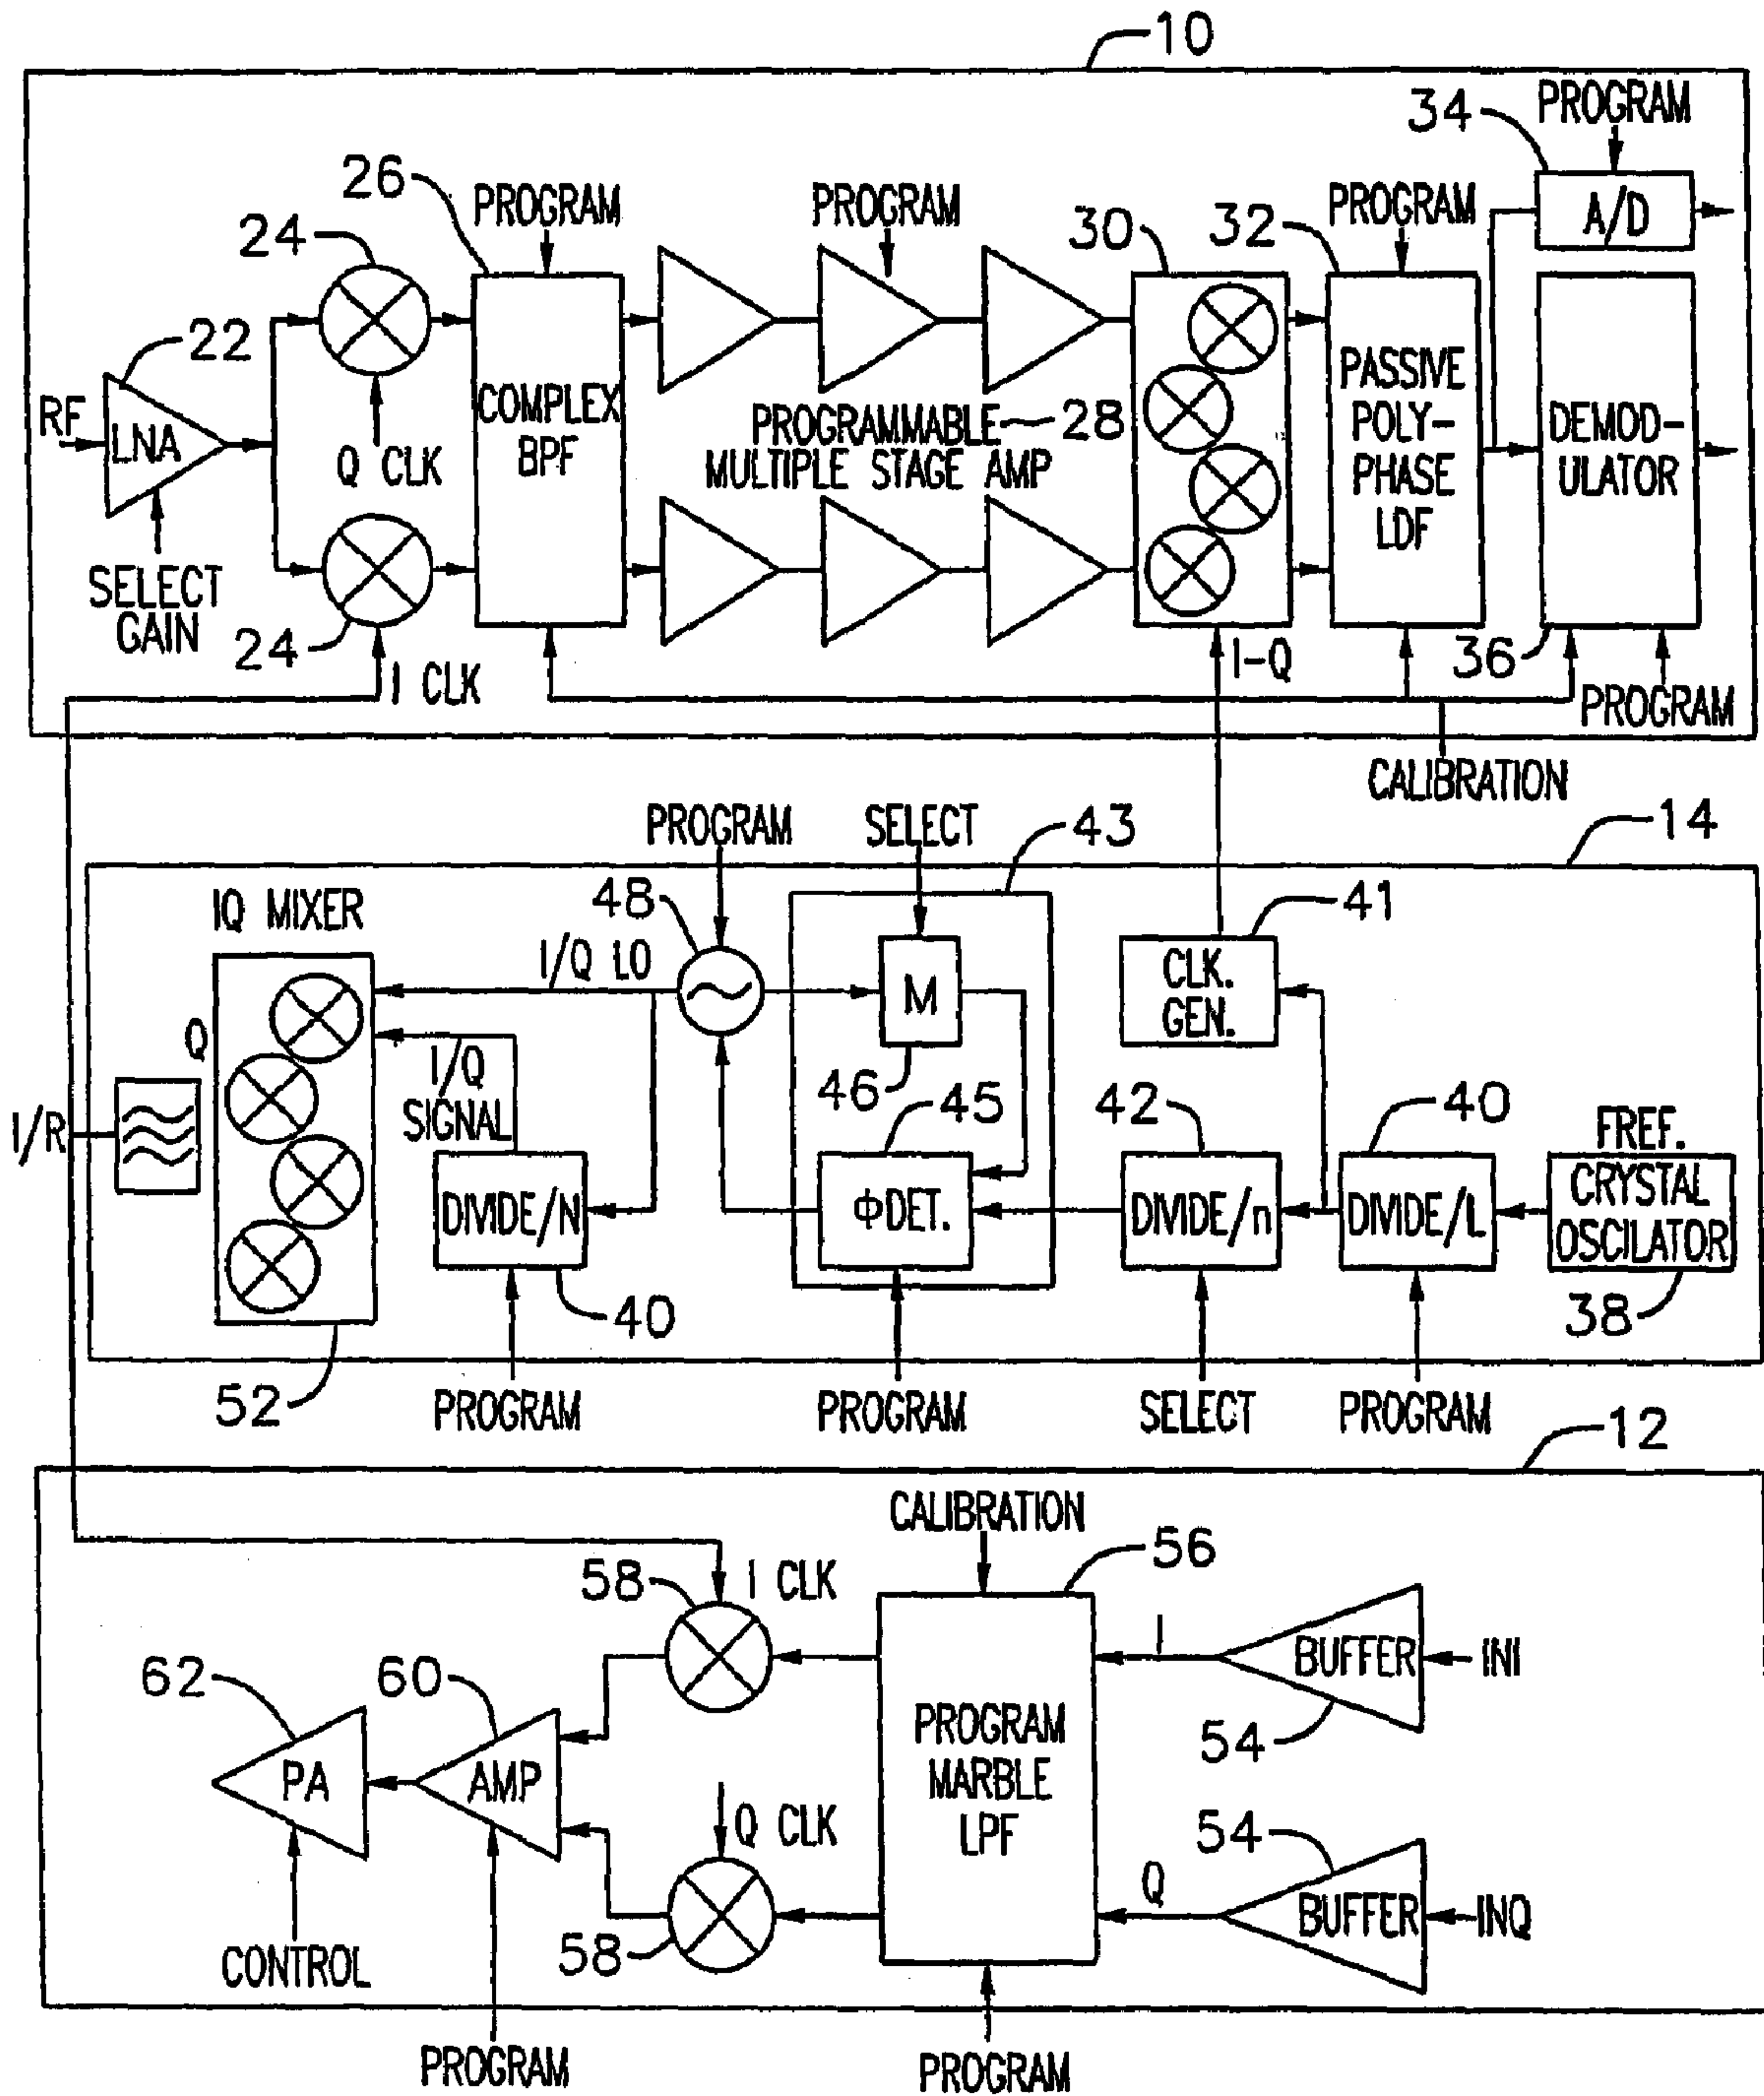 10
34
PROGRAM
26
PROGRAM
PROGRAM
PROGRAM
A/D
24
30
32
22
RF
LNA
Q CLK
COMPLEX
BPF
PROGRAMMABLE
28
MULTIPLE STAGE AMP
PASSIVE
POLY-
PHASE
LDF
DEMOD-
ULATOR
SELECT
GAIN
24
I CLK
I-Q
36
PROGRAM
CALIBRATION
PROGRAM
SELECT
43
14
IQ MIXER
48
41
I/Q LO
M
CLK.
GEN.
Q
I/Q
SIGNAL
46
45
42
40
FREF.
I/R
DIVIDE/N
ΦDET.
DIVIDE/n
DIVIDE/L
CRYSTAL
OSCILATOR
40
38
52
PROGRAM
PROGRAM
SELECT
PROGRAM
12
CALIBRATION
56
58
I CLK
I
BUFFER
INI
62
60
54
PA
AMP
PROGRAM
MARBLE
LPF
Q CLK
54
Q
BUFFER
INQ
58
CONTROL
PROGRAM
PROGRAM